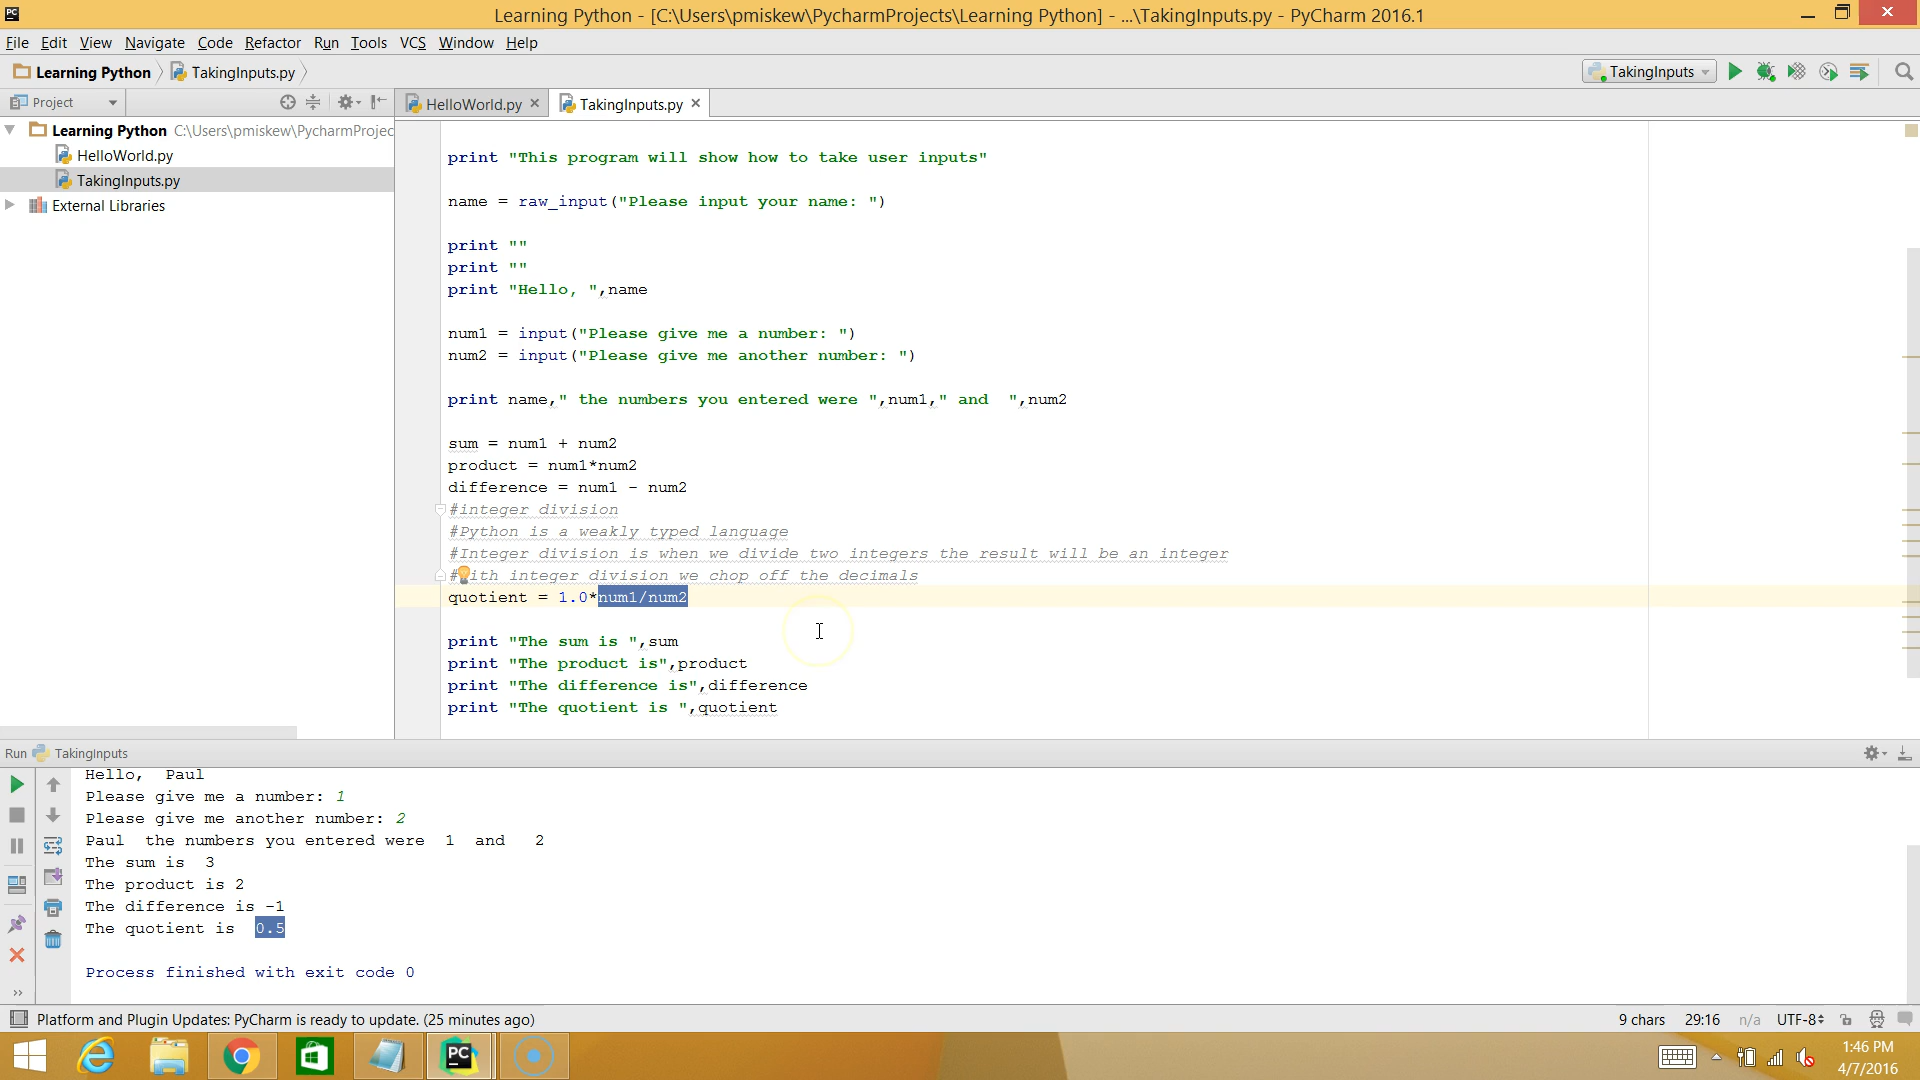 PC
Learning Python - [C:\Users\pmiskew\PycharmProjects\Learning Python] - ...\TakingInputs.py - PyCharm 2016.1
File Edit View Navigate Code Refactor Run Tools VCS Window Help
Learning Python TakingInputs.py TakingInputs
Project HelloWorld.py TakingInputs.py
Learning Python C:\Users\pmiskew\PycharmProjec
HelloWorld.py
TakingInputs.py
External Libraries
print "This program will show how to take user inputs"
name = raw_input("Please input your name: ")
print ""
print ""
print "Hello, ",name
num1 = input("Please give me a number: ")
num2 = input("Please give me another number: ")
print name," the numbers you entered were ",num1," and  ",num2
sum = num1 + num2
product = num1*num2
difference = num1 - num2
#integer division
#Python is a weakly typed language
#Integer division is when we divide two integers the result will be an integer
#ith integer division we chop off the decimals
quotient = 1.0*num1/num2
print "The sum is ",sum
print "The product is",product
print "The difference is",difference
print "The quotient is ",quotient
Run TakingInputs
Hello,  Paul
Please give me a number: 1
Please give me another number: 2
Paul  the numbers you entered were  1  and   2
The sum is  3
The product is 2
The difference is -1
The quotient is  0.5
Process finished with exit code 0
Platform and Plugin Updates: PyCharm is ready to update. (25 minutes ago) 9 chars 29:16 n/a UTF-8
PC
1:46 PM
4/7/2016